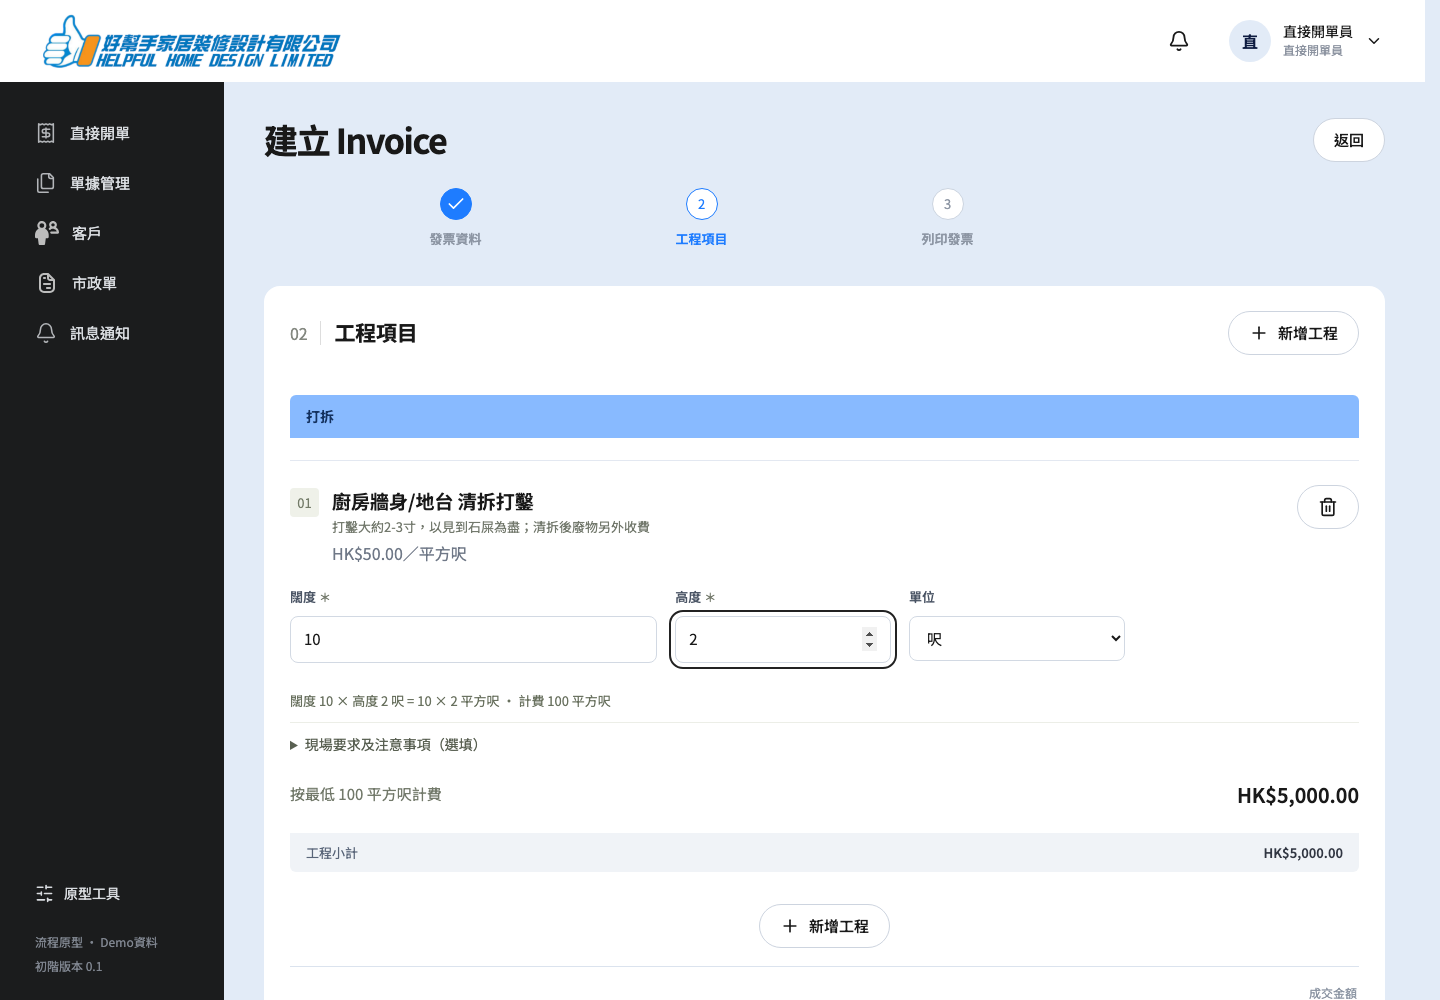 好幫手家居裝修設計有限公司
HELPFUL HOME DESIGN LIMITED
直
直接開單員
直接開單員
直接開單
單據管理
客戶
市政單
訊息通知
原型工具
流程原型 · Demo資料
初階版本 0.1
建立 Invoice
返回
發票資料
2
工程項目
3
列印發票
02
工程項目
新增工程
打拆
01
廚房牆身/地台 清拆打鑿
打鑿大約2-3寸，以見到石屎為盡；清拆後廢物另外收費
HK$50.00／平方呎
闊度 ＊
高度 ＊
單位
10
2
呎
闊度 10 × 高度 2 呎 = 10 × 2 平方呎 · 計費 100 平方呎
現場要求及注意事項（選填）
按最低 100 平方呎計費
HK$5,000.00
工程小計
HK$5,000.00
新增工程
成交金額